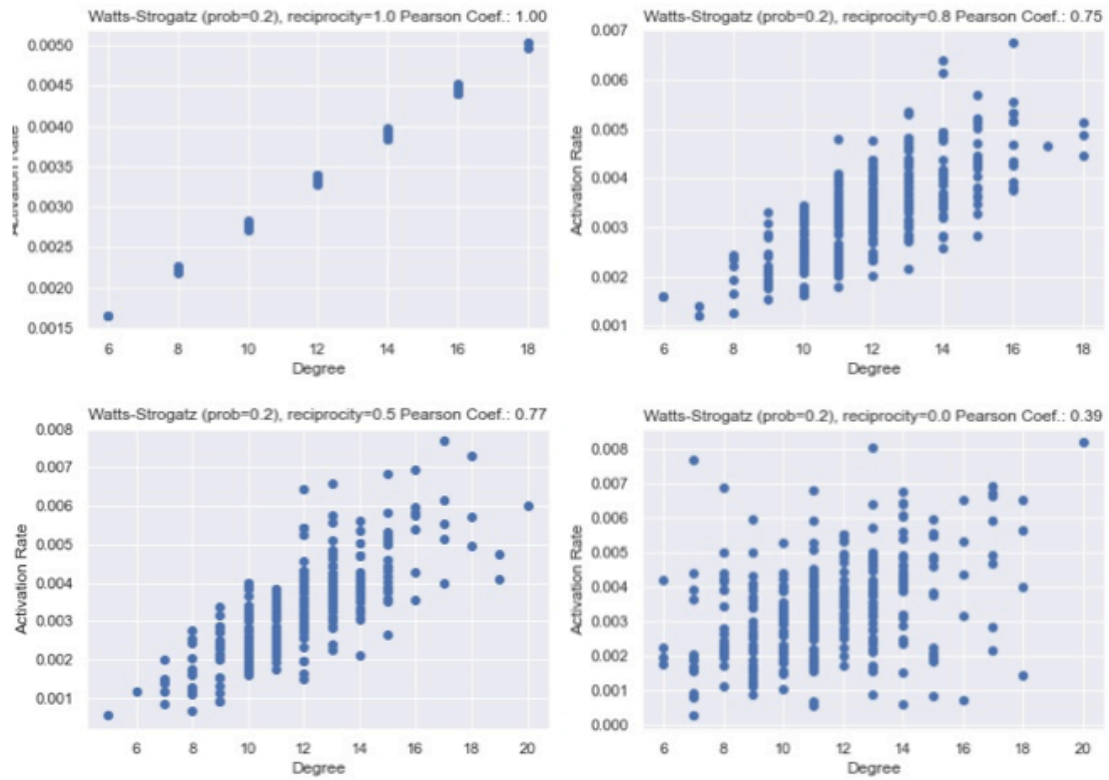 Watts-Strogatz (prob=0.2), reciprocity=1.0 Pearson Coef.: 1.00
0.0050
0.0045
0.0040
0.0035
0.0030
0.0025
0.0020
0.0015
Activation Rate
6 8 10 12 14 16 18
Degree
Watts-Strogatz (prob=0.2), reciprocity=0.8 Pearson Coef.: 0.75
0.007
0.006
0.005
0.004
0.003
0.002
0.001
Activation Rate
6 8 10 12 14 16 18
Degree
Watts-Strogatz (prob=0.2), reciprocity=0.5 Pearson Coef.: 0.77
0.008
0.007
0.006
0.005
0.004
0.003
0.002
0.001
Activation Rate
6 8 10 12 14 16 18 20
Degree
Watts-Strogatz (prob=0.2), reciprocity=0.0 Pearson Coef.: 0.39
0.008
0.007
0.006
0.005
0.004
0.003
0.002
0.001
0.000
Activation Rate
6 8 10 12 14 16 18 20
Degree